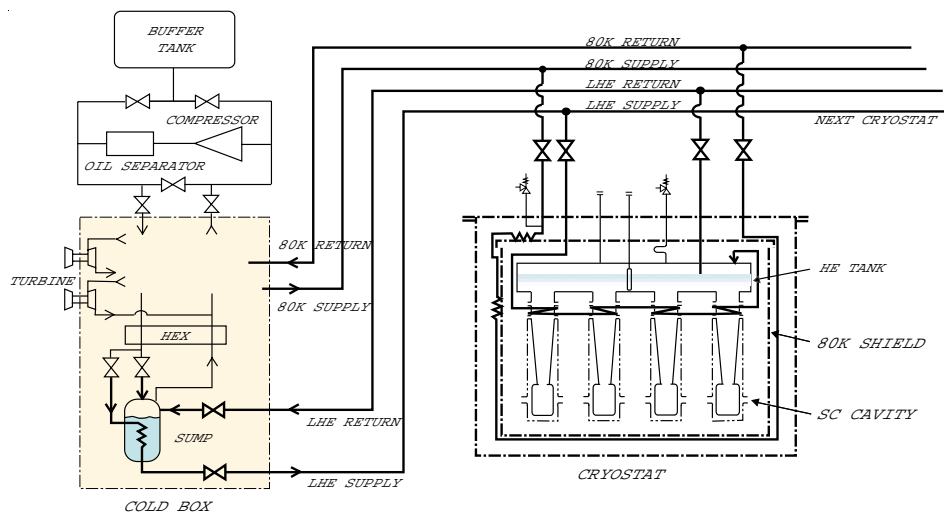 BUFFER
TANK
80K RETURN
80K SUPPLY
LHE RETURN
LHE SUPPLY
COMPRESSOR
NEXT CRYOSTAT
OIL SEPARATOR
80K RETURN
TURBINE
HE TANK
80K SUPPLY
HEX
80K SHIELD
SC CAVITY
LHE RETURN
SUMP
CRYOSTAT
LHE SUPPLY
COLD BOX